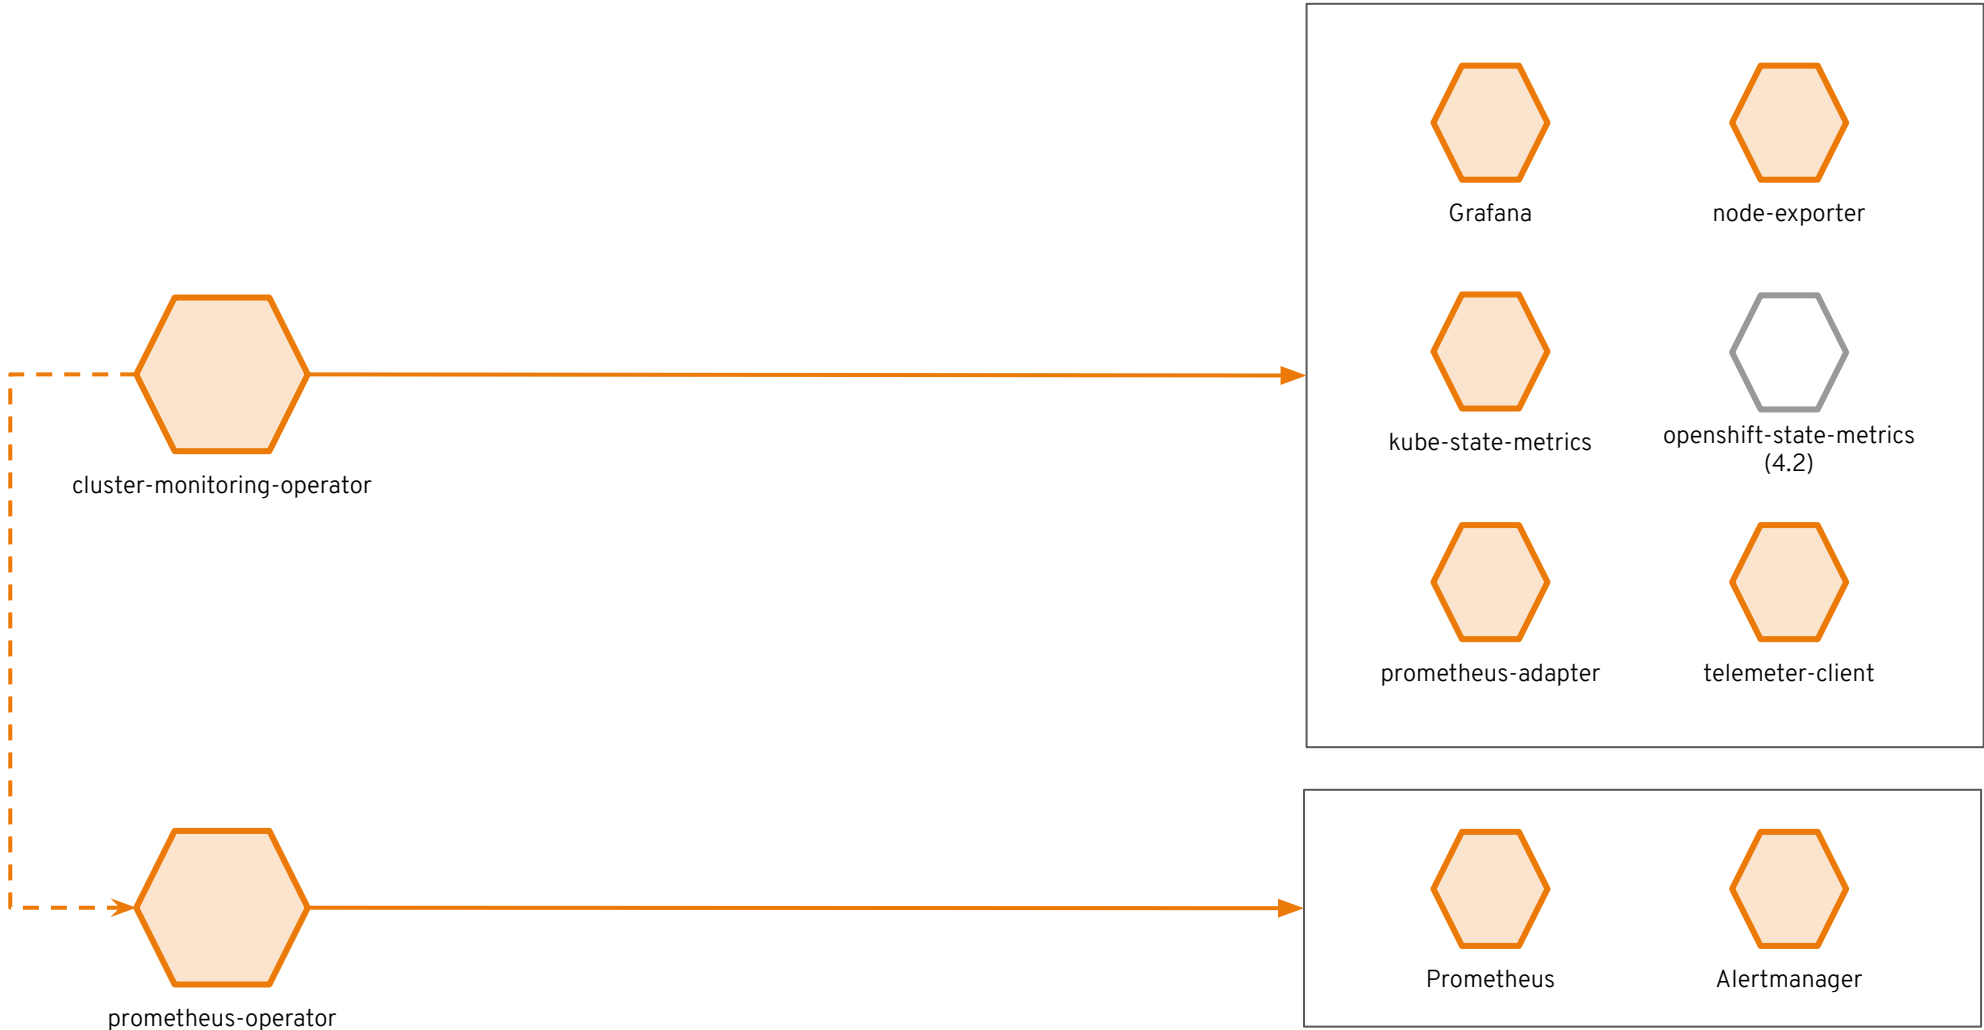 Grafana
node-exporter
kube-state-metrics
openshift-state-metrics
(4.2)
cluster-monitoring-operator
prometheus-adapter
telemeter-client
Prometheus
Alertmanager
prometheus-operator